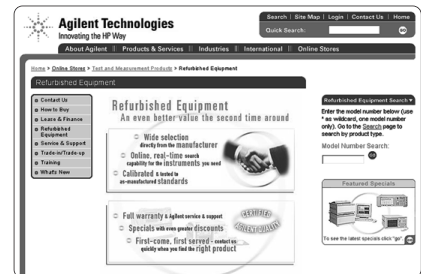 Agilent Technologies
Innovating the HP Way
Search | Site Map | Login | Contact Us | Home
Quick Search:
GO
About Agilent || Products & Services || Industries || International || Online Stores
Home > Online Stores > Test and Measurement Products > Refurbished Equipment
Refurbished Equipment
Contact Us
How to Buy
Lease & Finance
Refurbished
Equipment
Service & Support
Trade-in/Trade-up
Training
What's New
Refurbished Equipment
An even better value the second time around
Wide selection
directly from the manufacturer
Online, real-time search
capability for the instruments you need
Calibrated & tested to
as-manufactured standards
Full warranty & Agilent service & support
Specials with even greater discounts
First-come, first served - contact us
quickly when you find the right product
CERTIFIED
AGILENT QUALITY
Refurbished Equipment Search
Enter the model number below (use
* as wildcard, one model number
only). Go to the Search page to
search by product type.
Model Number Search:
Featured Specials
To see the latest specials click "go".